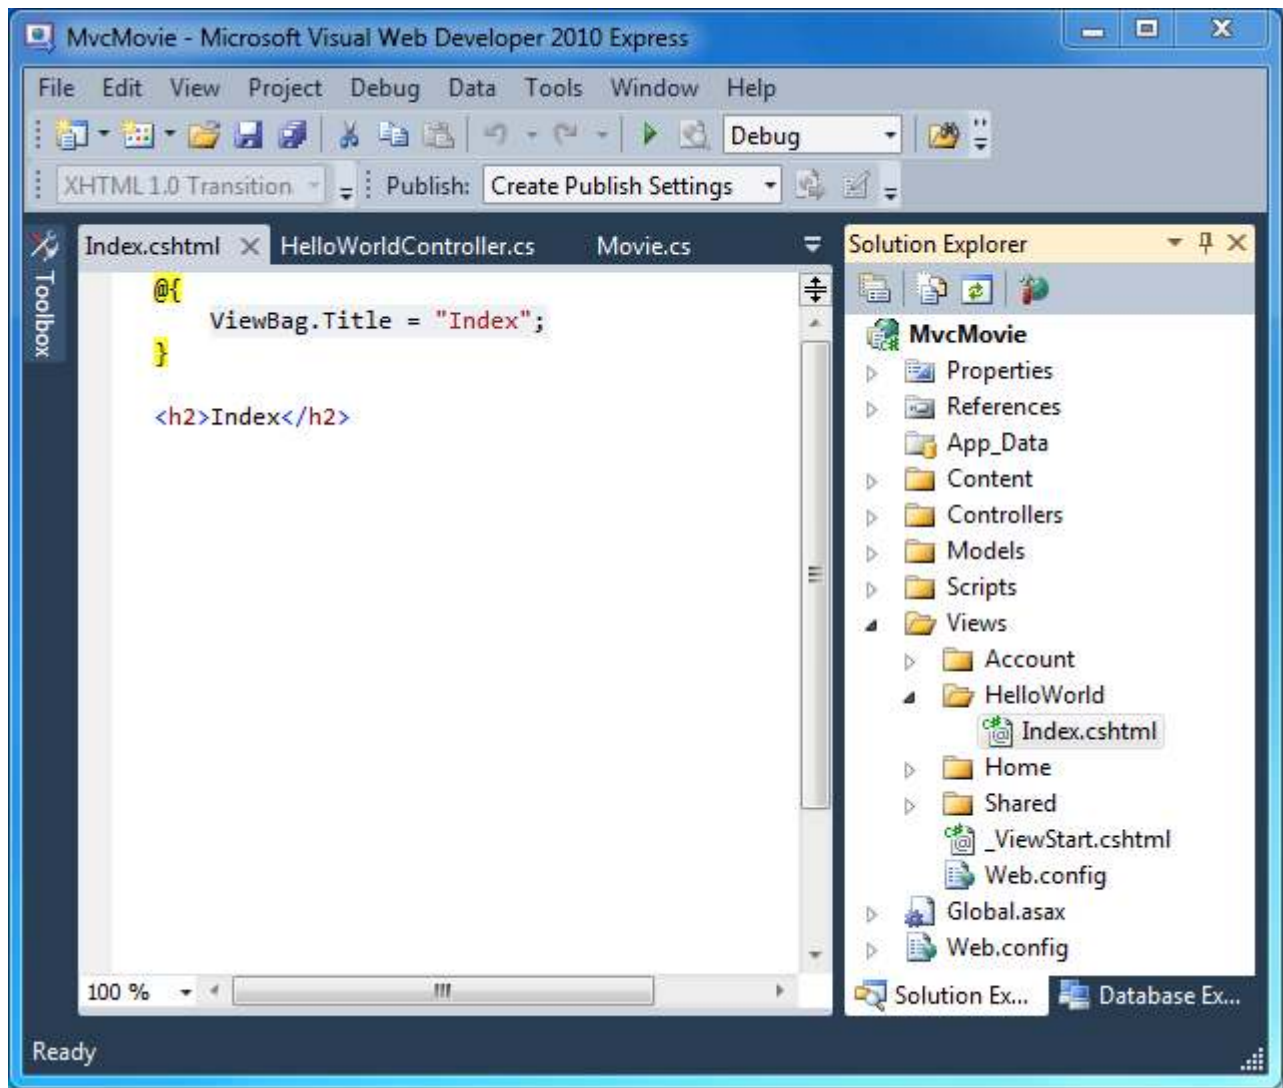 MvcMovie - Microsoft Visual Web Developer 2010 Express
File Edit View Project Debug Data Tools Window Help
Debug
XHTML 1.0 Transition Publish: Create Publish Settings
Toolbox
Index.cshtml HelloWorldController.cs Movie.cs
@{
ViewBag.Title = "Index";
}
<h2>Index</h2>
100 %
Solution Explorer
MvcMovie
Properties
References
App_Data
Content
Controllers
Models
Scripts
Views
Account
HelloWorld
Index.cshtml
Home
Shared
_ViewStart.cshtml
Web.config
Global.asax
Web.config
Solution Ex... Database Ex...
Ready